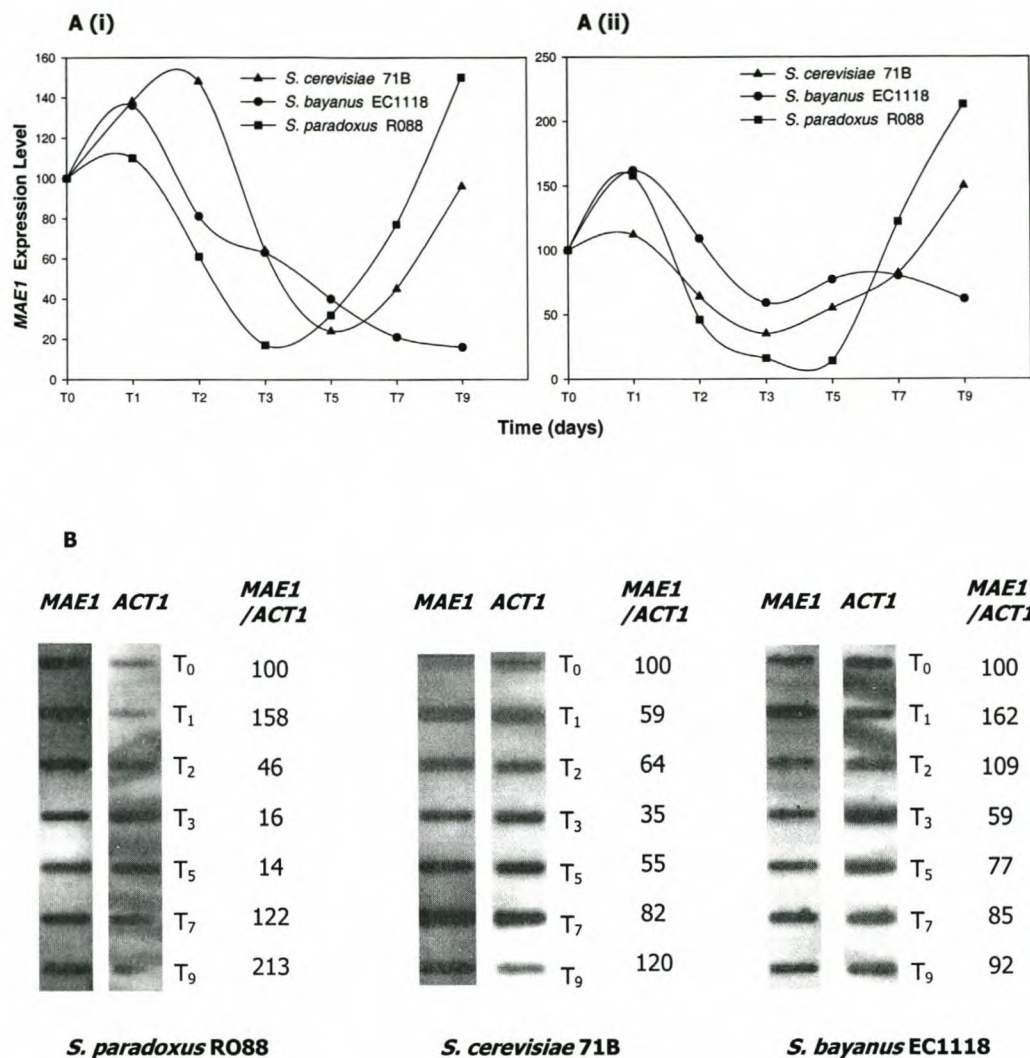 A (i)
A (ii)
MAE1 Expression Level
160
140
120
100
80
60
40
20
0
S. cerevisiae 71B
S. bayanus EC1118
S. paradoxus R088
T0 T1 T2 T3 T5 T7 T9
250
200
150
100
50
0
S. cerevisiae 71B
S. bayanus EC1118
S. paradoxus R088
T0 T1 T2 T3 T5 T7 T9
Time (days)
B
MAE1 ACT1 MAE1
/ACT1
T0 100
T1 158
T2 46
T3 16
T5 14
T7 122
T9 213
S. paradoxus RO88
MAE1 ACT1 MAE1
/ACT1
T0 100
T1 59
T2 64
T3 35
T5 55
T7 82
T9 120
S. cerevisiae 71B
MAE1 ACT1 MAE1
/ACT1
T0 100
T1 162
T2 109
T3 59
T5 77
T7 85
T9 92
S. bayanus EC1118